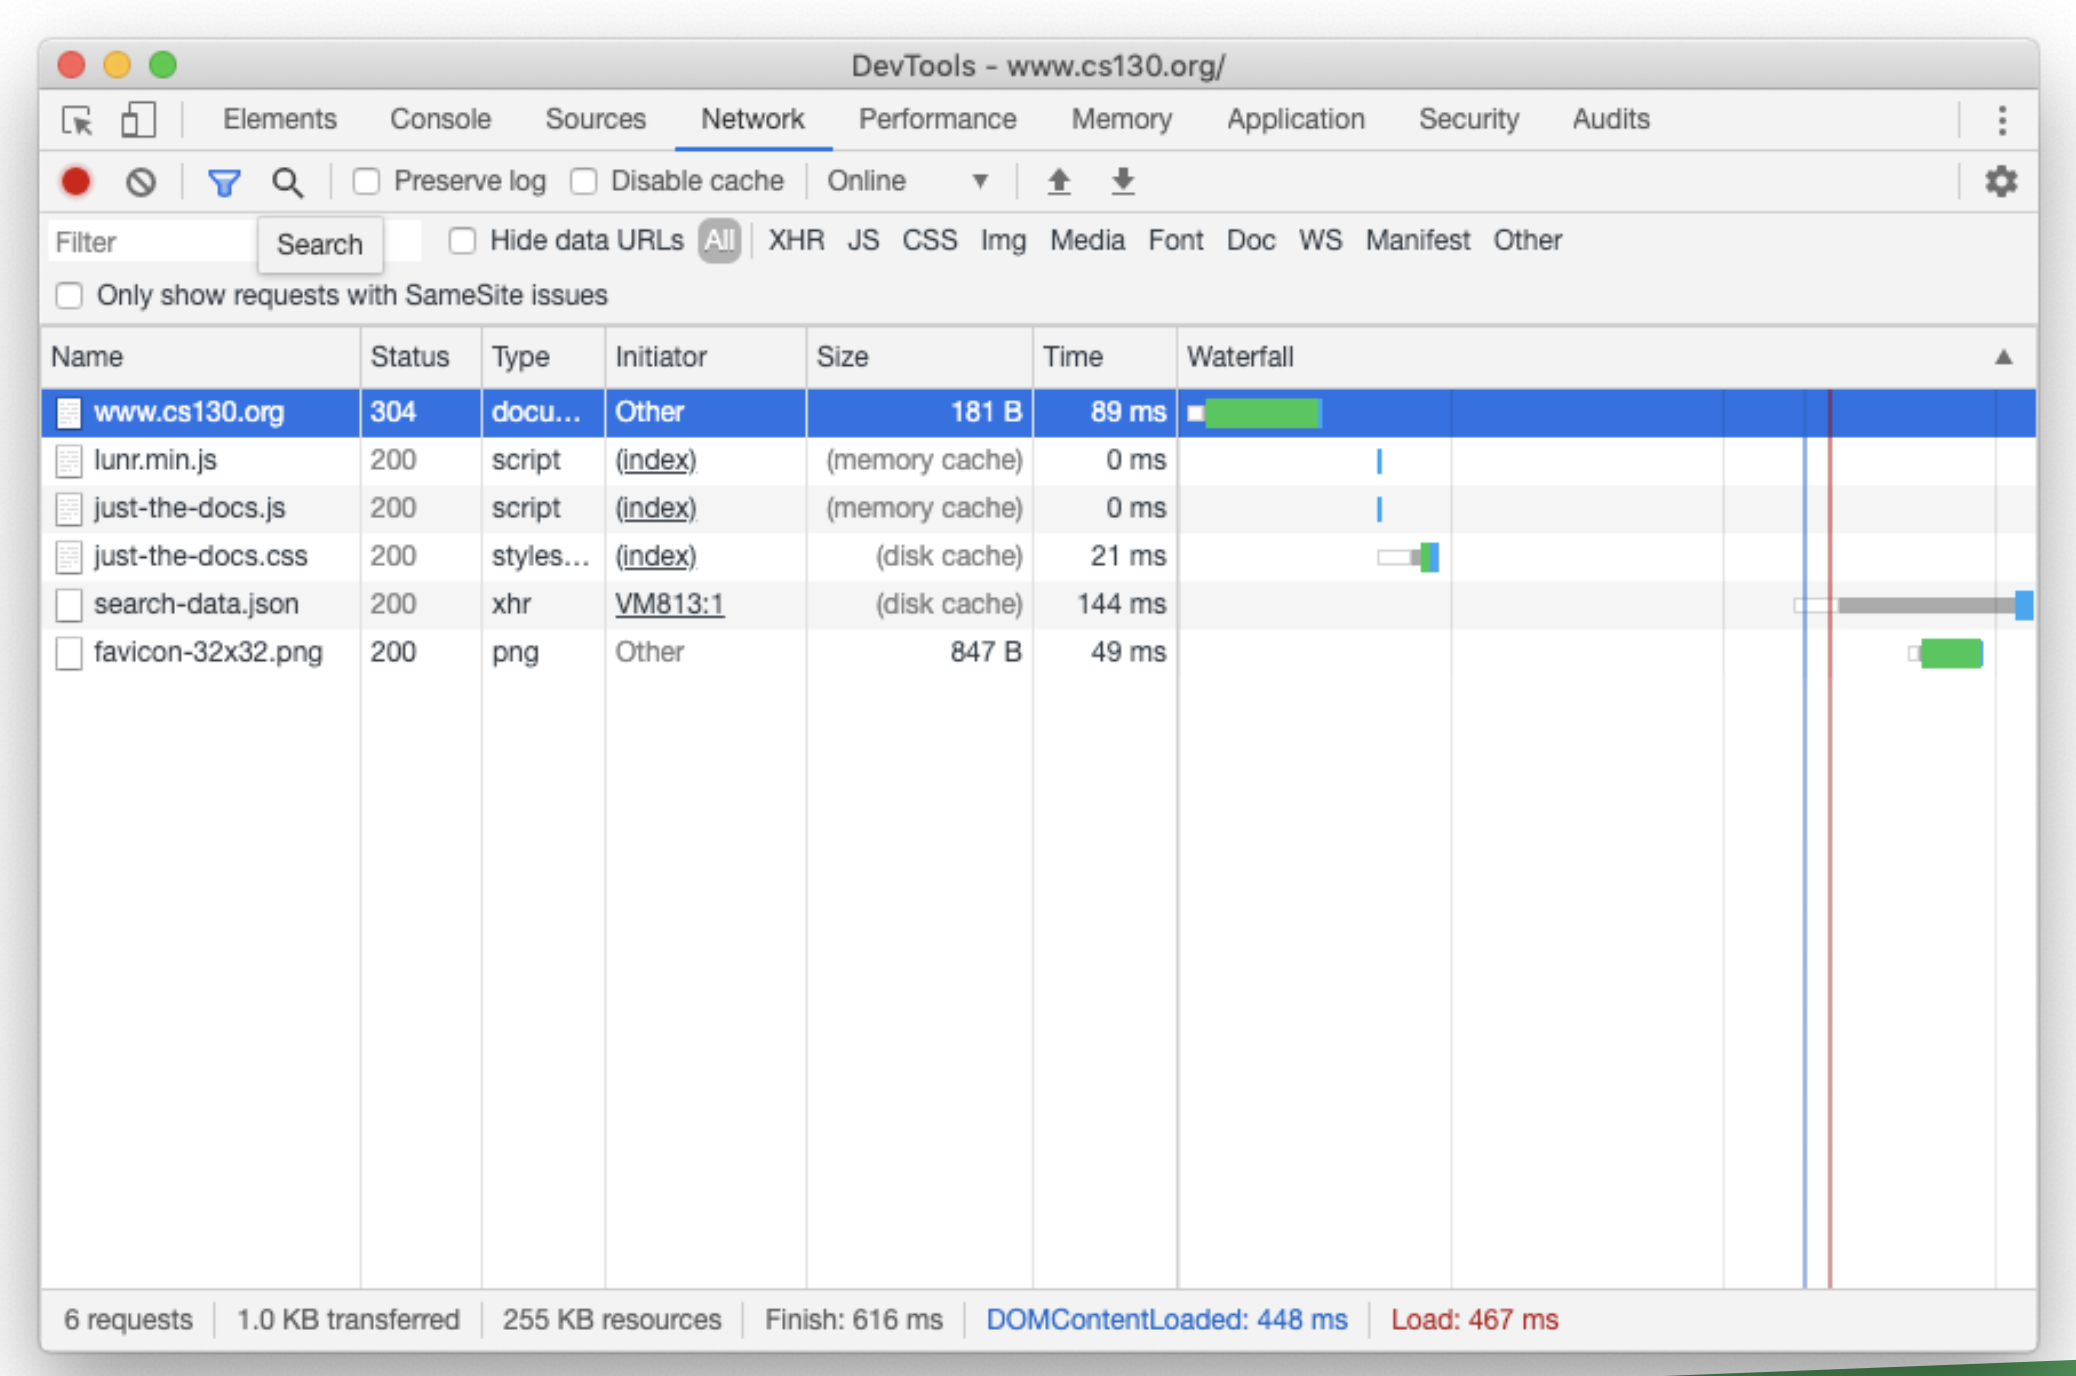 DevTools - www.cs130.org/
Elements Console Sources Network Performance Memory Application Security Audits
Preserve log Disable cache Online
Filter Search Hide data URLs All XHR JS CSS Img Media Font Doc WS Manifest Other
Only show requests with SameSite issues
Name Status Type Initiator Size Time Waterfall
www.cs130.org 304 docu... Other 181 B 89 ms
lunr.min.js 200 script (index) (memory cache) 0 ms
just-the-docs.js 200 script (index) (memory cache) 0 ms
just-the-docs.css 200 styles... (index) (disk cache) 21 ms
search-data.json 200 xhr VM813:1 (disk cache) 144 ms
favicon-32x32.png 200 png Other 847 B 49 ms
6 requests 1.0 KB transferred 255 KB resources Finish: 616 ms DOMContentLoaded: 448 ms Load: 467 ms